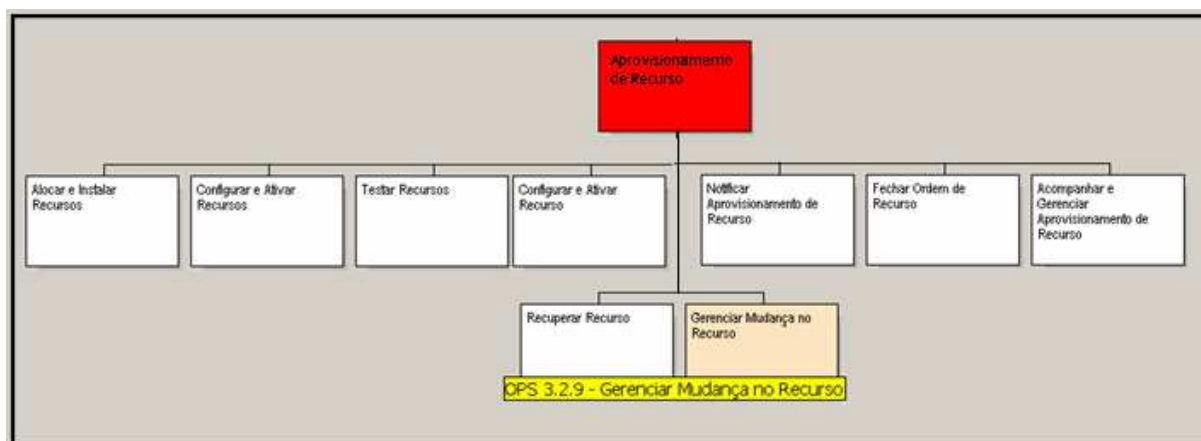 Aprovisionamento
de Recurso
Alocar e Instalar
Recursos
Configurar e Ativar
Recursos
Testar Recursos
Configurar e Ativar
Recurso
Notificar
Aprovisionamento de
Recurso
Fechar Ordem de
Recurso
Acompanhar e
Gerenciar
Aprovisionamento de
Recurso
Recuperar Recurso
Gerenciar Mudança no
Recurso
OPS 3.2.9 - Gerenciar Mudança no Recurso